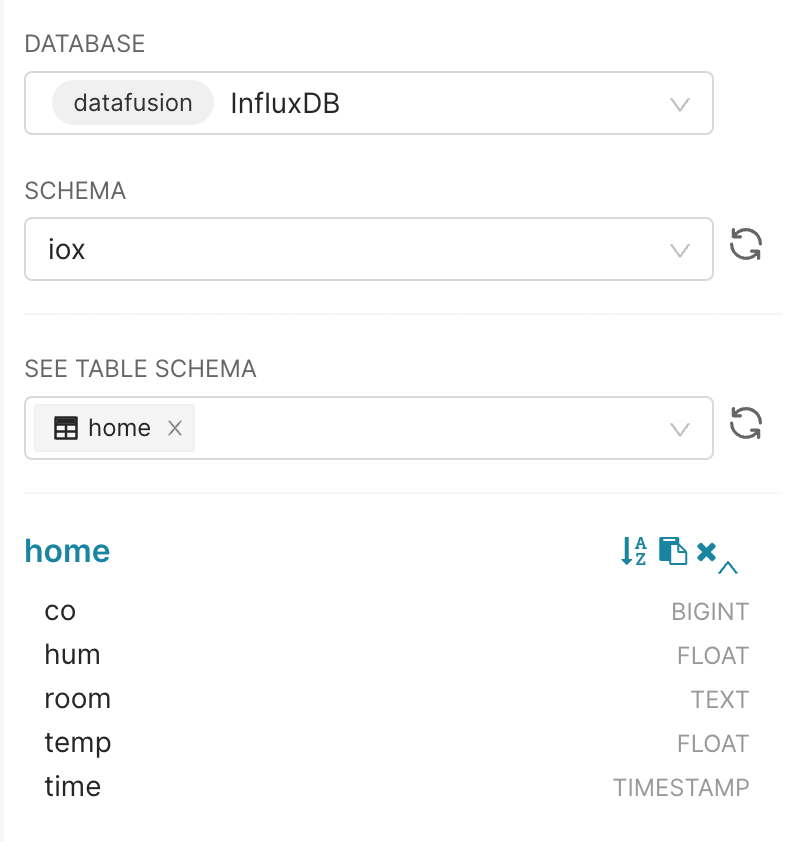 DATABASE
datafusion InfluxDB
SCHEMA
iox
SEE TABLE SCHEMA
home
home
co BIGINT
hum FLOAT
room TEXT
temp FLOAT
time TIMESTAMP